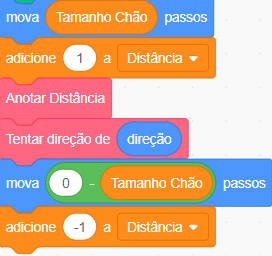 mova Tamanho Chão passos
adicione 1 a Distância
Anotar Distância
Tentar direção de direção
mova 0 - Tamanho Chão passos
adicione -1 a Distância